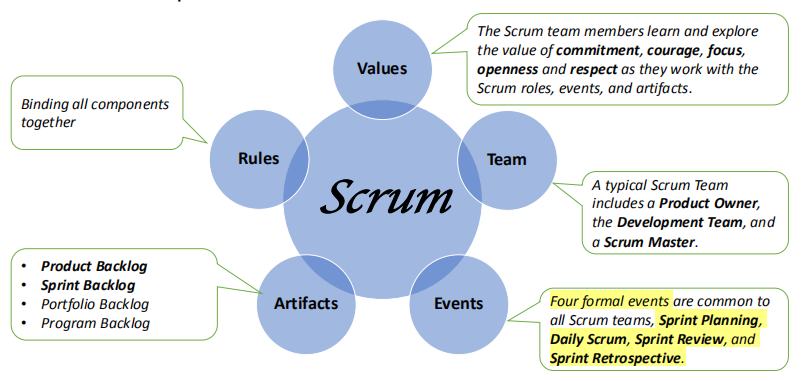 The Scrum team members learn and explore
the value of commitment, courage, focus,
openness and respect as they work with the
Scrum roles, events, and artifacts.
Values
Binding all components
together
Rules
Team
Scrum
A typical Scrum Team
includes a Product Owner,
the Development Team, and
a Scrum Master.
• Product Backlog
• Sprint Backlog
• Portfolio Backlog
• Program Backlog
Artifacts
Events
Four formal events are common to
all Scrum teams, Sprint Planning,
Daily Scrum, Sprint Review, and
Sprint Retrospective.